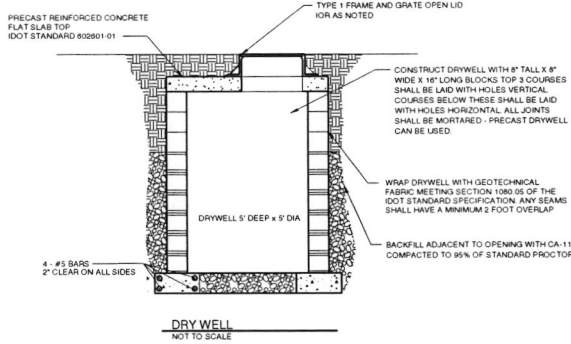 PRECAST REINFORCED CONCRETE
FLAT SLAB TOP
IDOT STANDARD 602601-01
TYPE 1 FRAME AND GRATE OPEN LID
IOR AS NOTED
CONSTRUCT DRYWELL WITH 8" TALL X 8"
WIDE X 16" LONG BLOCKS TOP 3 COURSES
SHALL BE LAID WITH HOLES VERTICAL
COURSES BELOW THESE SHALL BE LAID
WITH HOLES HORIZONTAL. ALL JOINTS
SHALL BE MORTARED - PRECAST DRYWELL
CAN BE USED.
WRAP DRYWELL WITH GEOTECHNICAL
FABRIC MEETING SECTION 1080.05 OF THE
IDOT STANDARD SPECIFICATION. ANY SEAMS
SHALL HAVE A MINIMUM 2 FOOT OVERLAP
DRYWELL 5' DEEP x 5' DIA
BACKFILL ADJACENT TO OPENING WITH CA-11
COMPACTED TO 95% OF STANDARD PROCTOR
4 - #5 BARS
2" CLEAR ON ALL SIDES
DRY WELL
NOT TO SCALE